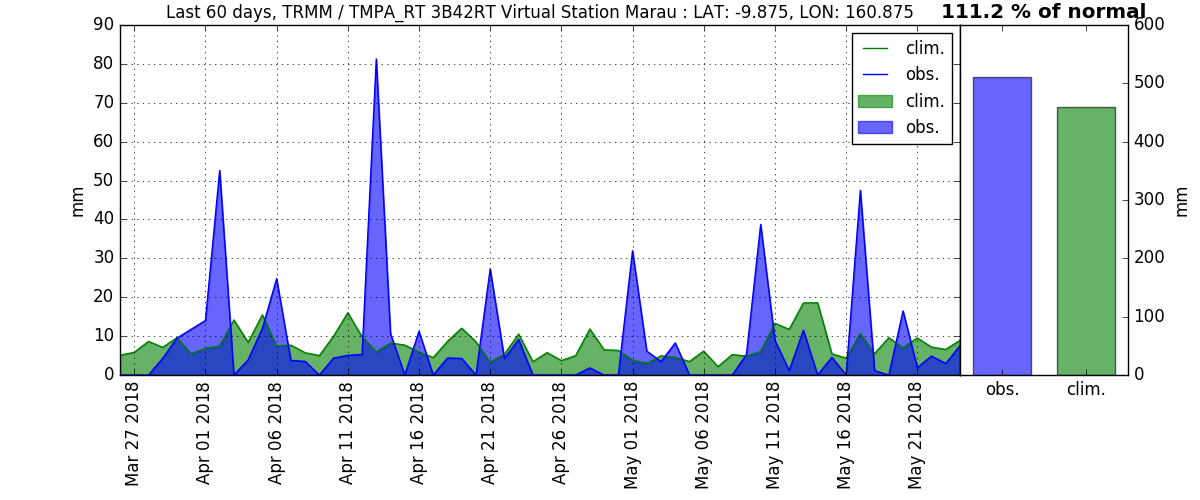 Last 60 days, TRMM / TMPA_RT 3B42RT Virtual Station Marau : LAT: -9.875, LON: 160.875
111.2 % of normal
90
80
70
60
50
40
30
20
10
0
mm
clim.
obs.
clim.
obs.
Mar 27 2018
Apr 01 2018
Apr 06 2018
Apr 11 2018
Apr 16 2018
Apr 21 2018
Apr 26 2018
May 01 2018
May 06 2018
May 11 2018
May 16 2018
May 21 2018
600
500
400
300
200
100
0
mm
obs.
clim.